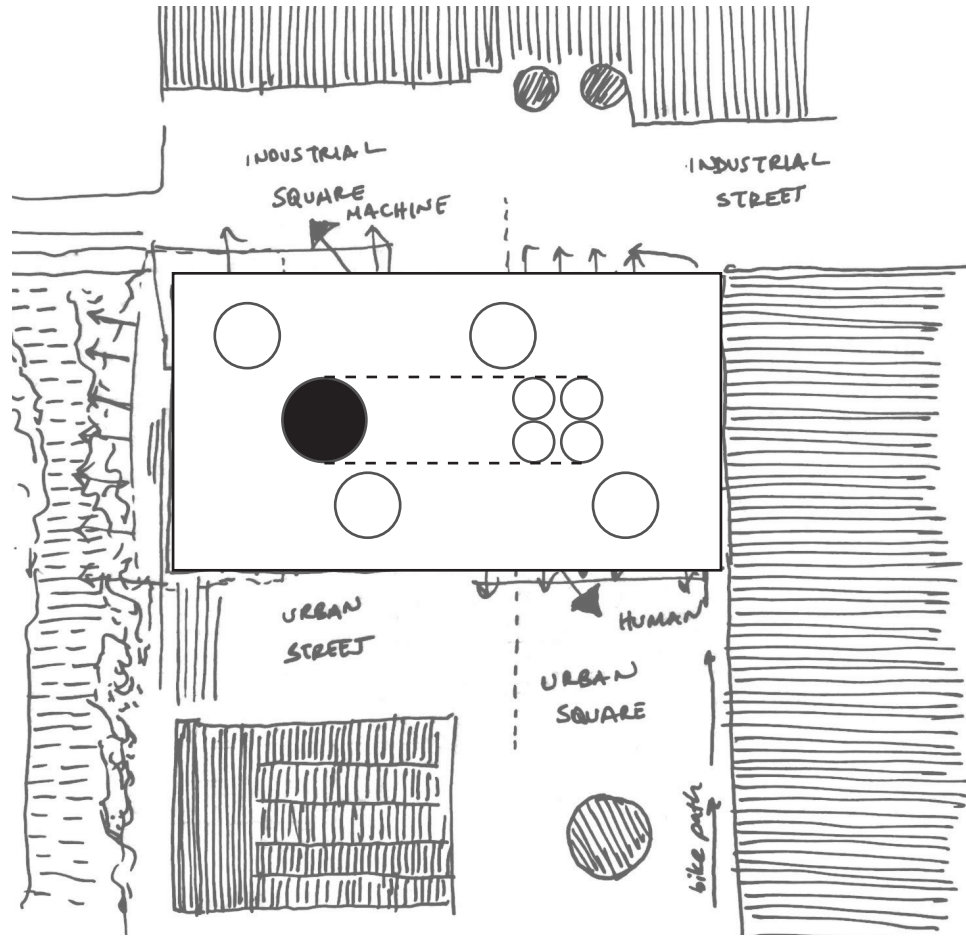 INDUSTRIAL
SQUARE
MACHINE
INDUSTRIAL
STREET
URBAN
STREET
HUMAN
URBAN
SQUARE
bike path